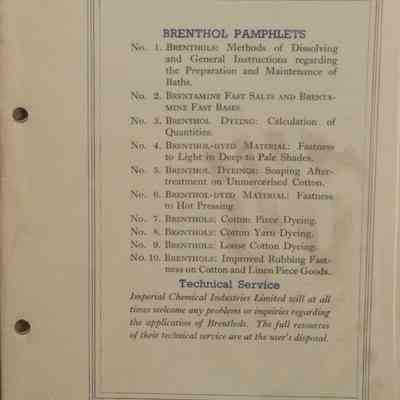 BRENTHOL PAMPHLETS
No. 1. BRENTHOLS: Methods of Dissolving
and General Instructions regarding
the Preparation and Maintenance of
Baths.
No. 2. BRENTAMINE FAST SALTS AND BRENTA-
MINE FAST BASES.
No. 3. BRENTHOL DYEING: Calculation of
Quantities.
No. 4. BRENTHOL-DYED MATERIAL: Fastness
to Light in Deep to Pale Shades.
No. 5. BRENTHOL DYEINGS: Soaping After-
treatment on Unmercerised Cotton.
No. 6. BRENTHOL-DYED MATERIAL: Fastness
to Hot Pressing.
No. 7. BRENTHOLS: Cotton Piece Dyeing.
No. 8. BRENTHOLS: Cotton Yarn Dyeing.
No. 9. BRENTHOLS: Loose Cotton Dyeing.
No. 10. BRENTHOLS: Improved Rubbing Fast-
ness on Cotton and Linen Piece Goods.
Technical Service
Imperial Chemical Industries Limited will at all
times welcome any problems or inquiries regarding
the application of Brenthols. The full resources
of their technical service are at the user's disposal.